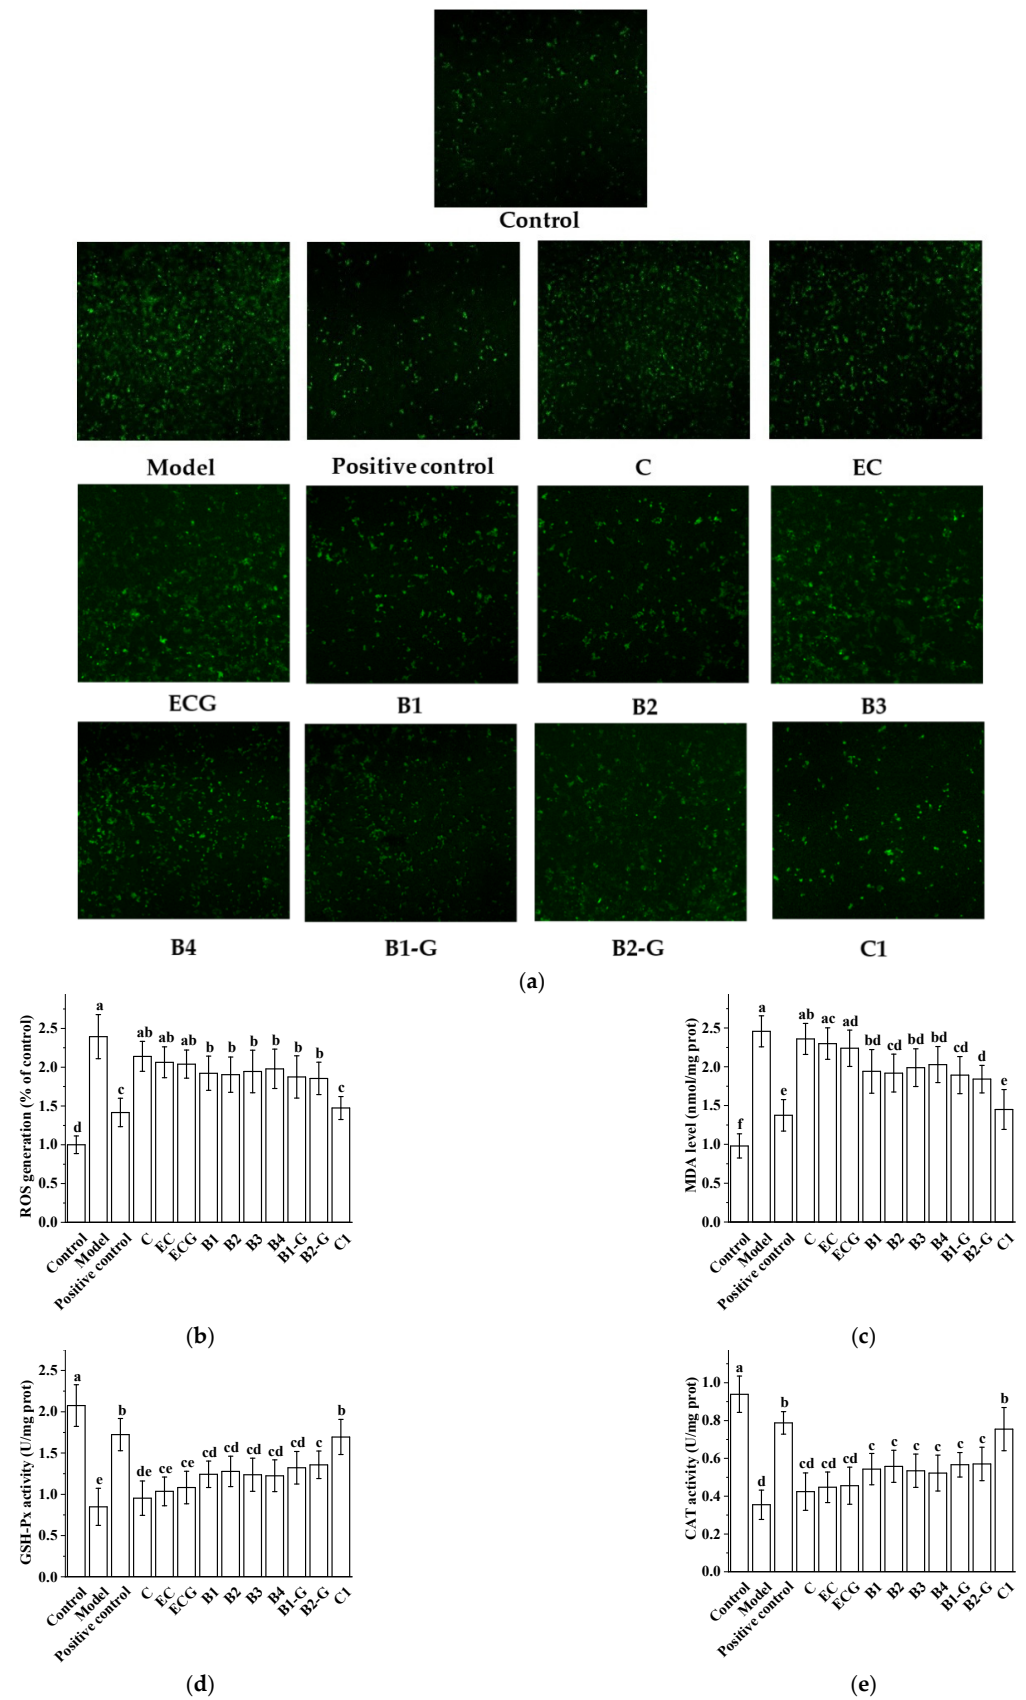 Control
Model
Positive control
C
EC
ECG
B1
B2
B3
B4
B1-G
B2-G
C1
(a)
ROS generation (% of control)
2.5
2.0
1.5
1.0
0.5
0.0
d
a
c
ab
ab
ab
b
b
b
b
b
b
c
Control
Model
Positive control
C
EC
ECG
B1
B2
B3
B4
B1-G
B2-G
C1
(b)
MDA level (nmol/mg prot)
2.5
2.0
1.5
1.0
0.5
0.0
f
a
e
ab
ac
ad
bd
cd
bd
bd
cd
d
e
Control
Model
Positive control
C
EC
ECG
B1
B2
B3
B4
B1-G
B2-G
C1
(c)
GSH-Px activity (U/mg prot)
2.5
2.0
1.5
1.0
0.5
0.0
a
e
b
de
ce
ce
cd
cd
cd
cd
cd
c
b
Control
Model
Positive control
C
EC
ECG
B1
B2
B3
B4
B1-G
B2-G
C1
(d)
CAT activity (U/mg prot)
1.0
0.8
0.6
0.4
0.2
0.0
a
d
b
cd
cd
cd
c
c
c
c
c
c
b
Control
Model
Positive control
C
EC
ECG
B1
B2
B3
B4
B1-G
B2-G
C1
(e)